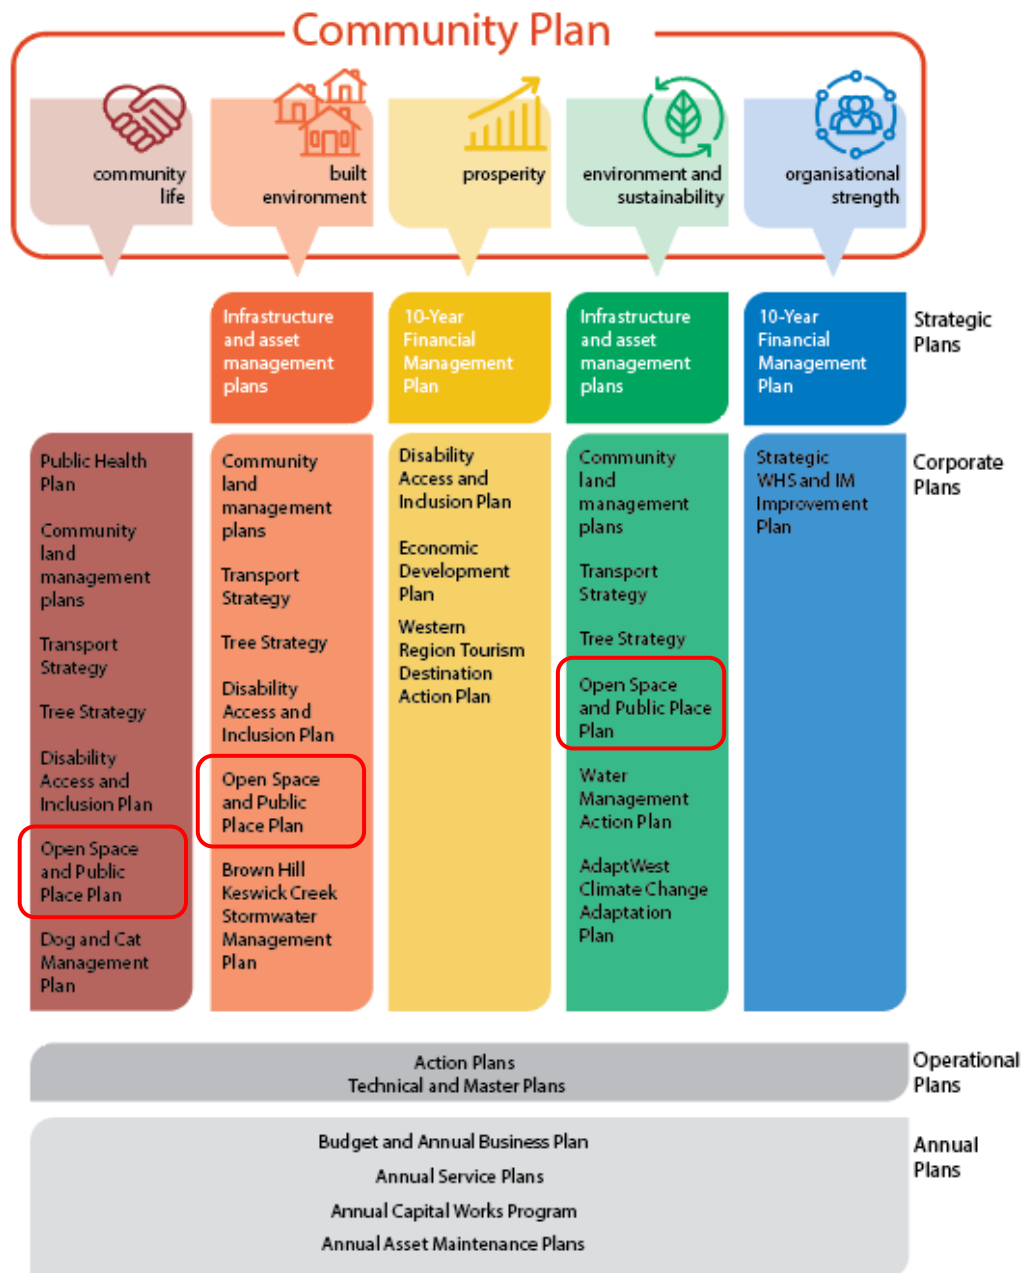 Community Plan
community
life
built
environment
prosperity
environment and
sustainability
organisational
strength
Infrastructure
and asset
management
plans
10-Year
Financial
Management
Plan
Infrastructure
and asset
management
plans
10-Year
Financial
Management
Plan
Strategic
Plans
Public Health
Plan
Community
land
management
plans
Transport
Strategy
Tree Strategy
Disability
Access and
Inclusion Plan
Open Space
and Public
Place Plan
Dog and Cat
Management
Plan
Community
land
management
plans
Transport
Strategy
Tree Strategy
Disability
Access and
Inclusion Plan
Open Space
and Public
Place Plan
Brown Hill
Keswick Creek
Stormwater
Management
Plan
Disability
Access and
Inclusion Plan
Economic
Development
Plan
Western
Region Tourism
Destination
Action Plan
Community
land
management
plans
Transport
Strategy
Tree Strategy
Open Space
and Public Place
Plan
Water
Management
Action Plan
AdaptWest
Climate Change
Adaptation
Plan
Strategic
WHS and IM
Improvement
Plan
Corporate
Plans
Action Plans
Technical and Master Plans
Operational
Plans
Budget and Annual Business Plan
Annual Service Plans
Annual Capital Works Program
Annual Asset Maintenance Plans
Annual
Plans